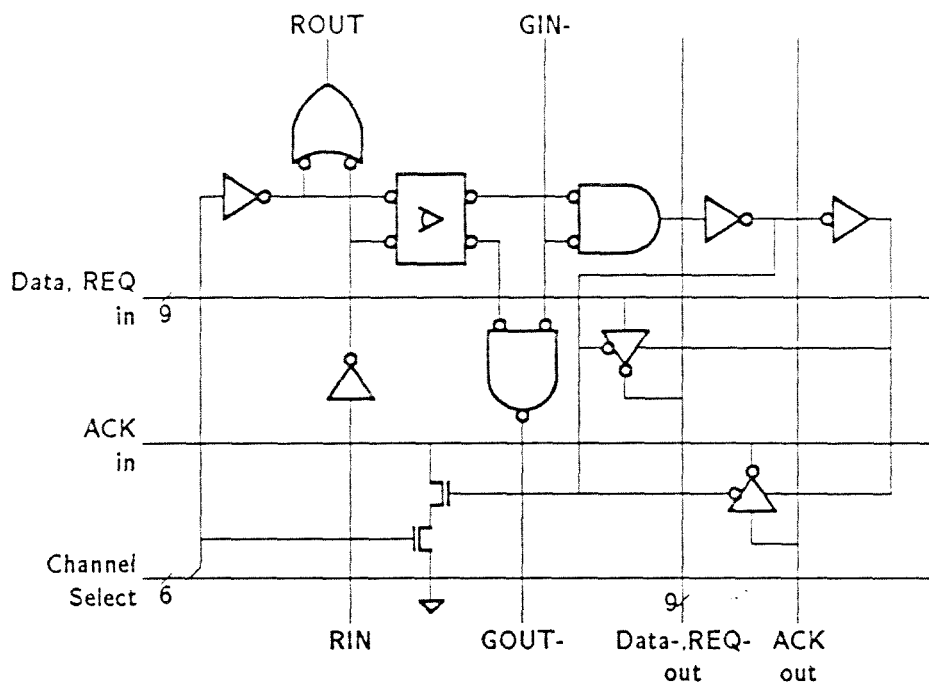 ROUT GIN-
A
Data, REQ
in 9
ACK
in
Channel
Select 6
9
RIN GOUT- Data-,REQ- ACK
out out